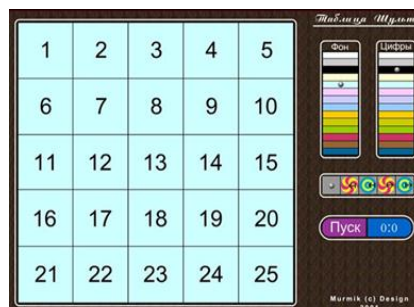 Таблица Шульт
Фон Цифры
1 2 3 4 5
6 7 8 9 10
11 12 13 14 15
16 17 18 19 20
21 22 23 24 25
Пуск 0:0
Murmik (c) Design